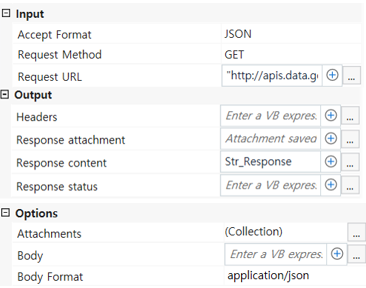 Input
Accept Format JSON
Request Method GET
Request URL "http://apis.data.g ...
Output
Headers Enter a VB expres. ...
Response attachment Attachment saved ...
Response content Str_Response ...
Response status Enter a VB expres. ...
Options
Attachments (Collection) ...
Body Enter a VB expres. ...
Body Format application/json